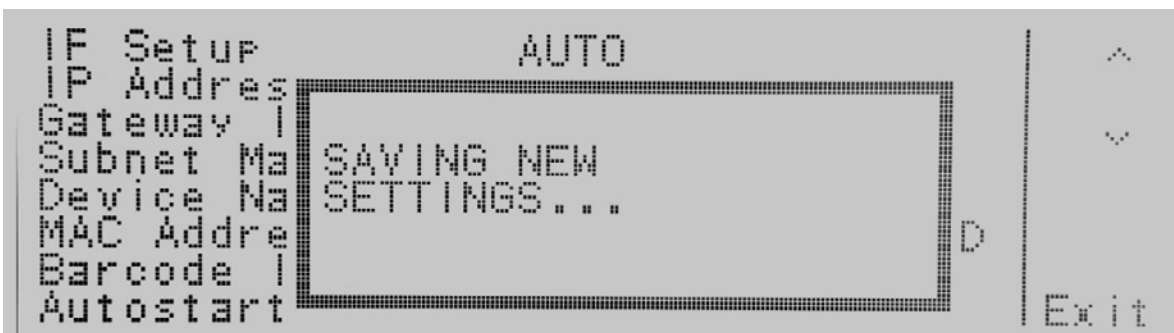 IF Setup AUTO
IP Addres
Gateway I
Subnet Ma
SAVING NEW
Device Na
SETTINGS...
MAC Addre D
Barcode I
Autostart
Exit